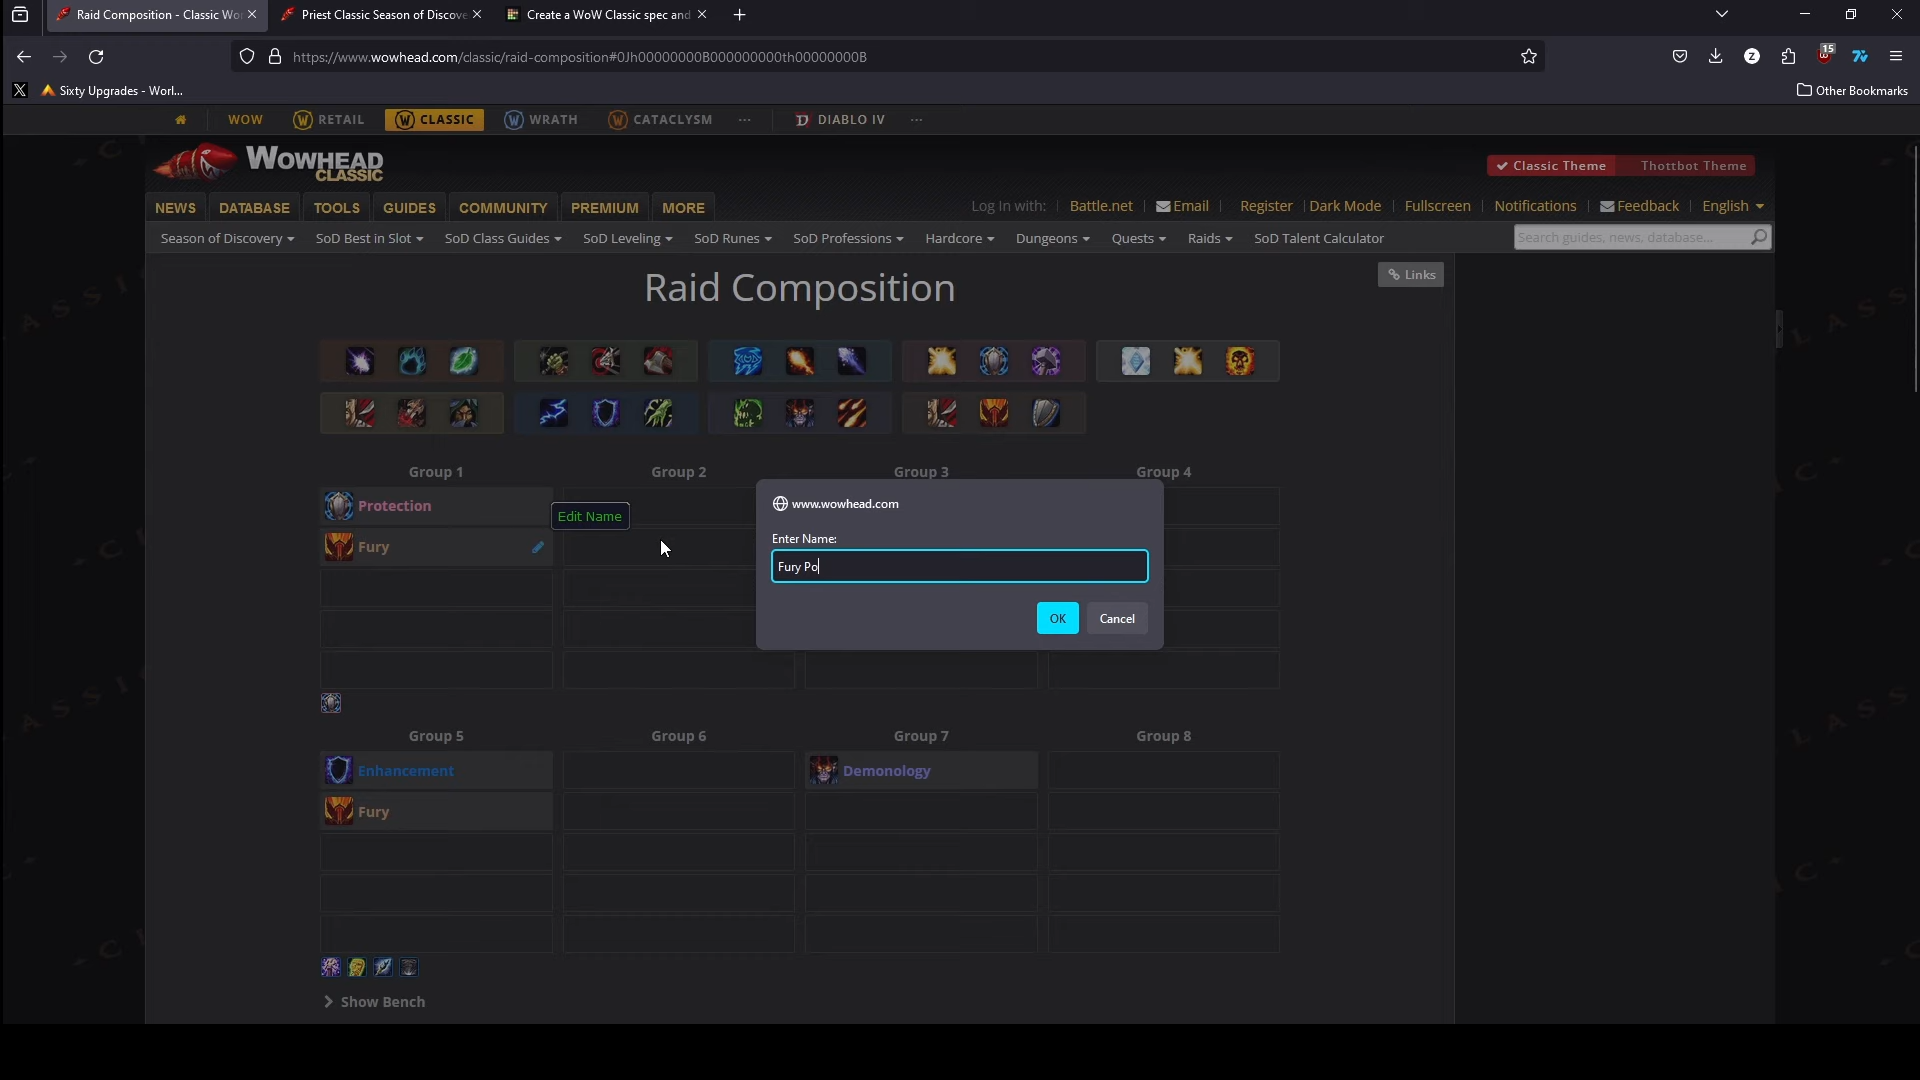 Raid Composition - Classic Wo
Priest Classic Season of Discove
Create a WoW Classic spec and
https://www.wowhead.com/classic/raid-composition#0Jh00000000B000000000th00000000B
15
Sixty Upgrades - Worl...
Other Bookmarks
WOW
RETAIL
CLASSIC
WRATH
CATACLYSM
DIABLO IV
WOWHEAD
CLASSIC
Classic Theme
Thottbot Theme
NEWS
DATABASE
TOOLS
GUIDES
COMMUNITY
PREMIUM
MORE
Log in with:
Battle.net
Email
Register
Dark Mode
Fullscreen
Notifications
Feedback
English
Season of Discovery
SoD Best in Slot
SoD Class Guides
SoD Leveling
SoD Runes
SoD Professions
Hardcore
Dungeons
Quests
Raids
SoD Talent Calculator
Search guides, news, database...
Raid Composition
Links
Group 1
Group 2
Group 3
Group 4
Protection
Edit Name
Fury
www.wowhead.com
Enter Name:
Fury Po
OK
Cancel
Group 5
Group 6
Group 7
Group 8
Enhancement
Demonology
Fury
Show Bench